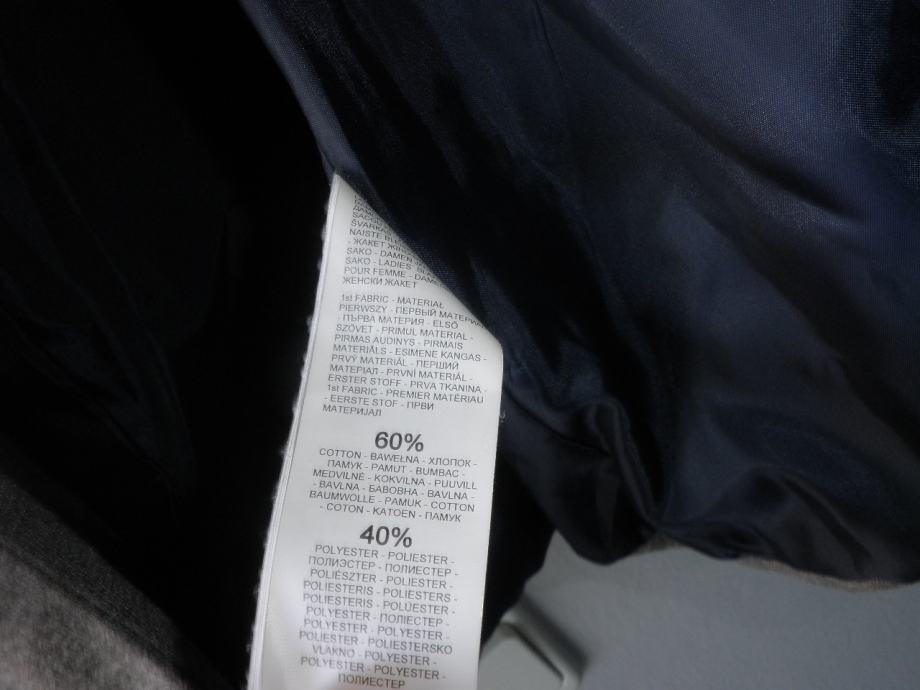 SAKO - DAMEN
SAKO - LADIES'
POUR FEMME - DAMES
ЖЕНСКИ ЖАКЕТ
1st FABRIC - MATERIAŁ
PIERWSZY - ПЕРВЫЙ МАТЕРИАЛ
- ПЪРВА МАТЕРИЯ - ELSŐ
SZÖVET - PRIMUL MATERIAL -
PIRMAS AUDINYS - PIRMAIS
MATERIĀLS - ESIMENE KANGAS -
PRVÝ MATERIÁL - ПЕРШИЙ
МАТЕРІАЛ - PRVNÍ MATERIÁL -
ERSTER STOFF - PRVA TKANINA -
1st FABRIC - PREMIER MATÉRIAU
- EERSTE STOF - ПРВИ
МАТЕРИЈАЛ
60%
COTTON - BAWEŁNA - ХЛОПОК -
ПАМУК - PAMUT - BUMBAC -
MEDVILNĖ - KOKVILNA - PUUVILL
- BAVLNA - БАВОВНА - BAVLNA -
BAUMWOLLE - PAMUK - COTTON
- COTON - KATOEN - ПАМУК
40%
POLYESTER - POLIESTER -
ПОЛИЭСТЕР - ПОЛИЕСТЕР -
POLIÉSZTER - POLIESTER -
POLIESTERIS - POLIESTERS -
POLIESTERIS - POLÜESTER -
POLYESTER - ПОЛІЕСТЕР -
POLYESTER - POLYESTER -
POLIESTER - POLIESTERSKO
VLAKNO - POLYESTER -
POLYESTER - POLYESTER -
ПОЛИЕСТЕР